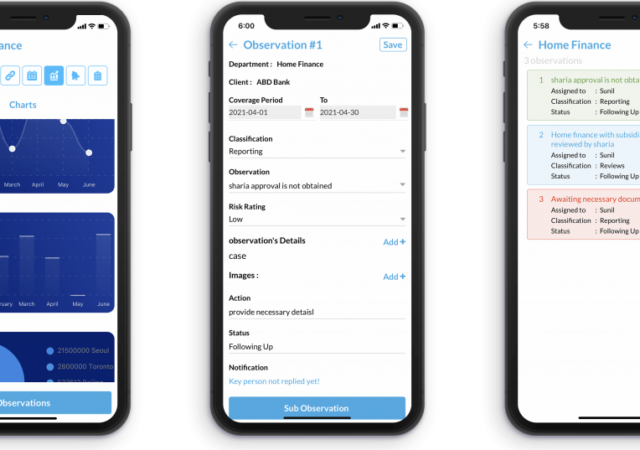 ance
Charts
March April May June
ruary March April May June
21500000 Seoul
2600000 Toronto
Observations
6:00
Observation #1 Save
Department : Home Finance
Client : ABD Bank
Coverage Period To
2021-04-01 2021-04-30
Classification
Reporting
Observation
sharia approval is not obtained
Risk Rating
Low
observation's Details Add +
case
Images : Add +
Action
provide necessary detaisl
Status
Following Up
Notification
Key person not replied yet!
Sub Observation
5:58
Home Finance
3 observations
1 sharia approval is not obta
Assigned to : Sunil
Classification : Reporting
Status : Following Up
2 Home finance with subsidi
reviewed by sharia
Assigned to : Sunil
Classification : Reviews
Status : Following Up
3 Awaiting necessary docum
Assigned to : Sunil
Classification : Reporting
Status : Following Up